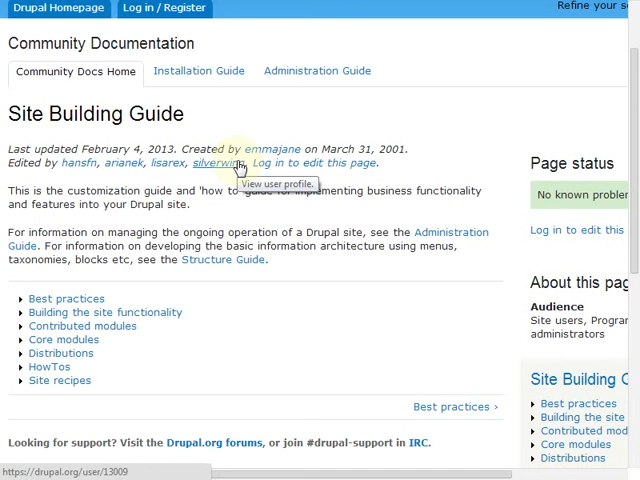 Drupal Homepage
Log in / Register
Refine your
Community Documentation
Community Docs Home
Installation Guide
Administration Guide
Site Building Guide
Last updated February 4, 2013. Created by emmajane on March 31, 2001.
Edited by hansfn, arianek, lisarex, silverwing. Log in to edit this page.
View user profile.
This is the customization guide and 'how to' guide for implementing business functionality
and features into your Drupal site.
For information on managing the ongoing operation of a Drupal site, see the Administration
Guide. For information on developing the basic information architecture using menus,
taxonomies, blocks etc, see the Structure Guide.
Best practices
Building the site functionality
Contributed modules
Core modules
Distributions
HowTos
Site recipes
Best practices ›
Looking for support? Visit the Drupal.org forums, or join #drupal-support in IRC.
https://drupal.org/user/13009
Page status
No known problem
Log in to edit this
About this pag
Audience
Site users, Program
administrators
Site Building G
Best practices
Building the site
Contributed mod
Core modules
Distributions